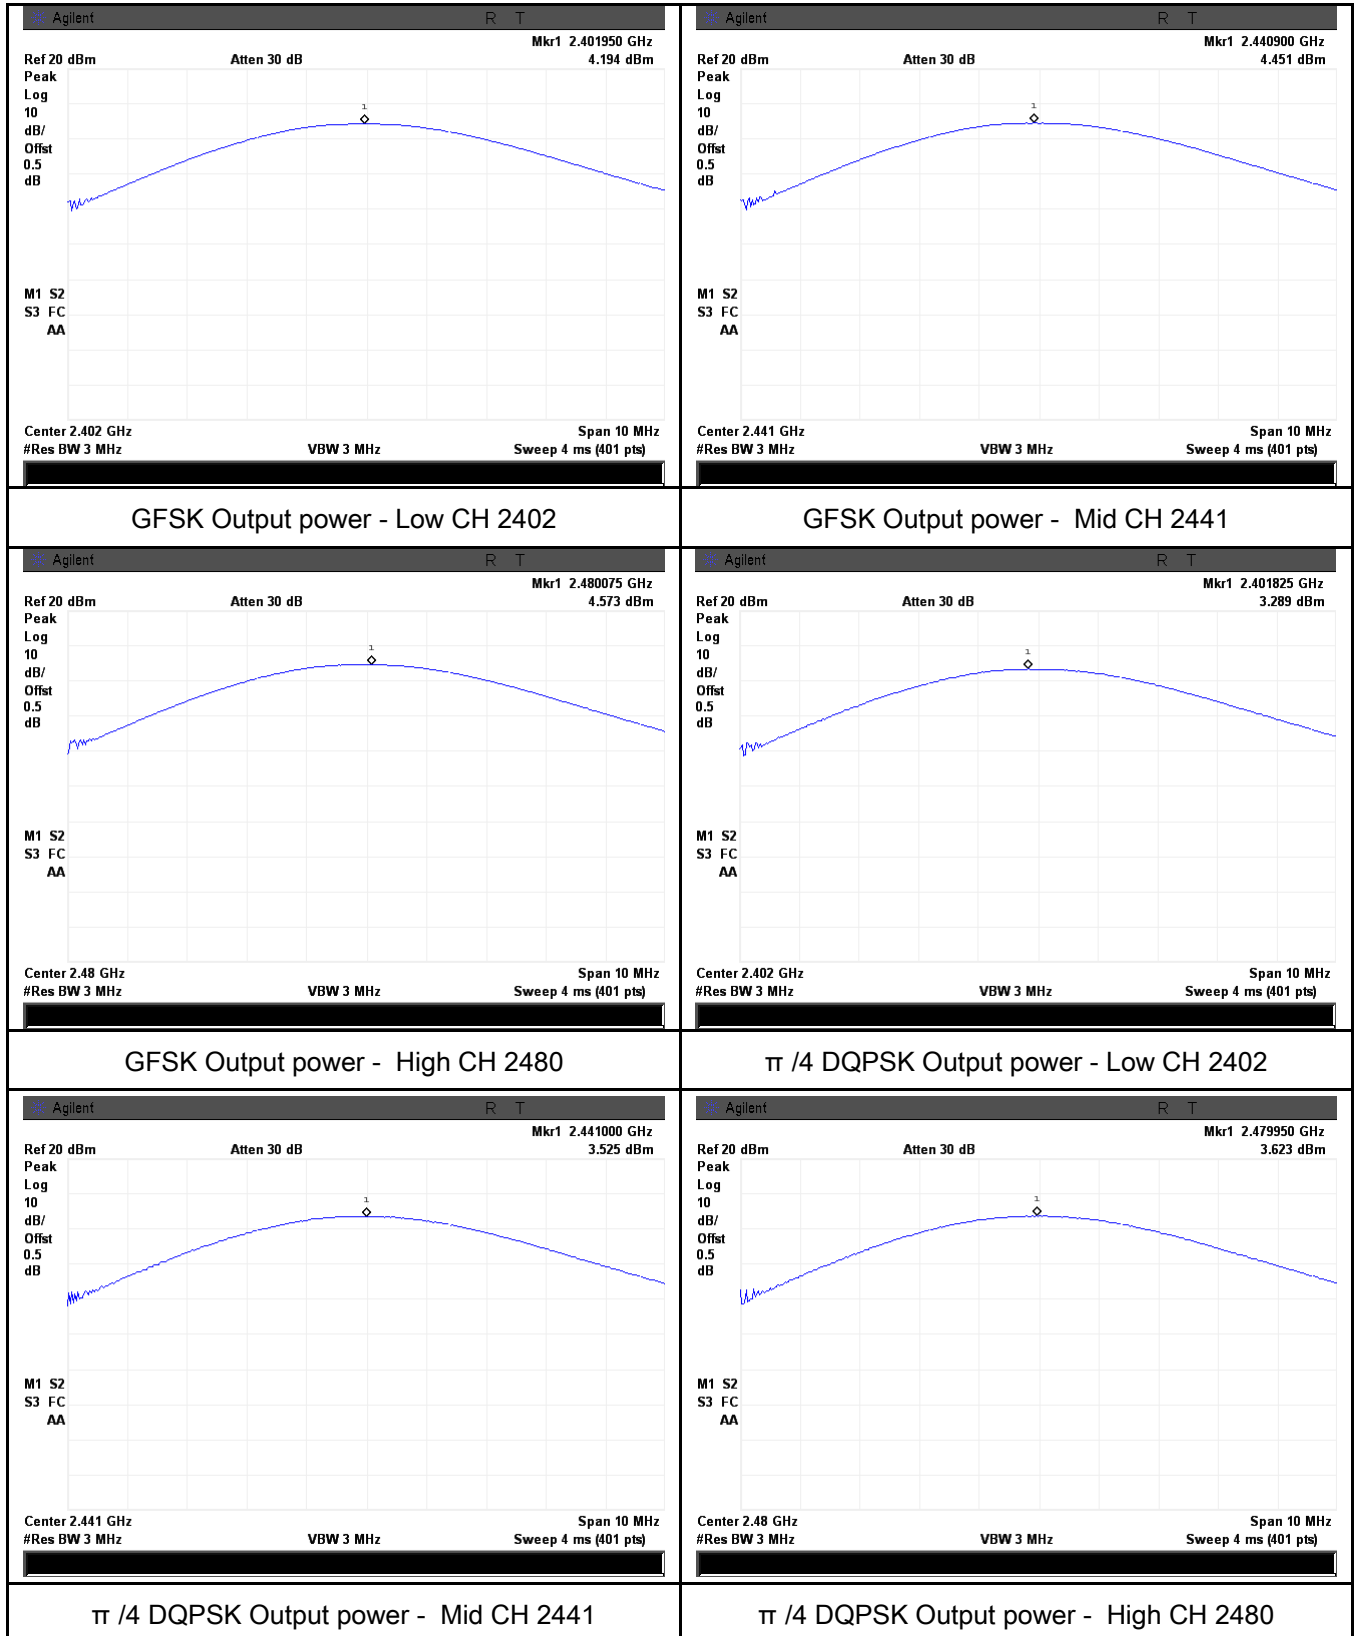 Agilent R T
Mkr1 2.401950 GHz
Ref 20 dBm Atten 30 dB 4.194 dBm
Peak
Log
10
dB/
Offst
0.5
dB
1
M1 S2
S3 FC
AA
Center 2.402 GHz Span 10 MHz
#Res BW 3 MHz VBW 3 MHz Sweep 4 ms (401 pts)
GFSK Output power - Low CH 2402
Agilent R T
Mkr1 2.440900 GHz
Ref 20 dBm Atten 30 dB 4.451 dBm
Peak
Log
10
dB/
Offst
0.5
dB
1
M1 S2
S3 FC
AA
Center 2.441 GHz Span 10 MHz
#Res BW 3 MHz VBW 3 MHz Sweep 4 ms (401 pts)
GFSK Output power - Mid CH 2441
Agilent R T
Mkr1 2.480075 GHz
Ref 20 dBm Atten 30 dB 4.573 dBm
Peak
Log
10
dB/
Offst
0.5
dB
1
M1 S2
S3 FC
AA
Center 2.48 GHz Span 10 MHz
#Res BW 3 MHz VBW 3 MHz Sweep 4 ms (401 pts)
GFSK Output power - High CH 2480
Agilent R T
Mkr1 2.401825 GHz
Ref 20 dBm Atten 30 dB 3.289 dBm
Peak
Log
10
dB/
Offst
0.5
dB
1
M1 S2
S3 FC
AA
Center 2.402 GHz Span 10 MHz
#Res BW 3 MHz VBW 3 MHz Sweep 4 ms (401 pts)
π /4 DQPSK Output power - Low CH 2402
Agilent R T
Mkr1 2.441000 GHz
Ref 20 dBm Atten 30 dB 3.525 dBm
Peak
Log
10
dB/
Offst
0.5
dB
1
M1 S2
S3 FC
AA
Center 2.441 GHz Span 10 MHz
#Res BW 3 MHz VBW 3 MHz Sweep 4 ms (401 pts)
π /4 DQPSK Output power - Mid CH 2441
Agilent R T
Mkr1 2.479950 GHz
Ref 20 dBm Atten 30 dB 3.623 dBm
Peak
Log
10
dB/
Offst
0.5
dB
1
M1 S2
S3 FC
AA
Center 2.48 GHz Span 10 MHz
#Res BW 3 MHz VBW 3 MHz Sweep 4 ms (401 pts)
π /4 DQPSK Output power - High CH 2480